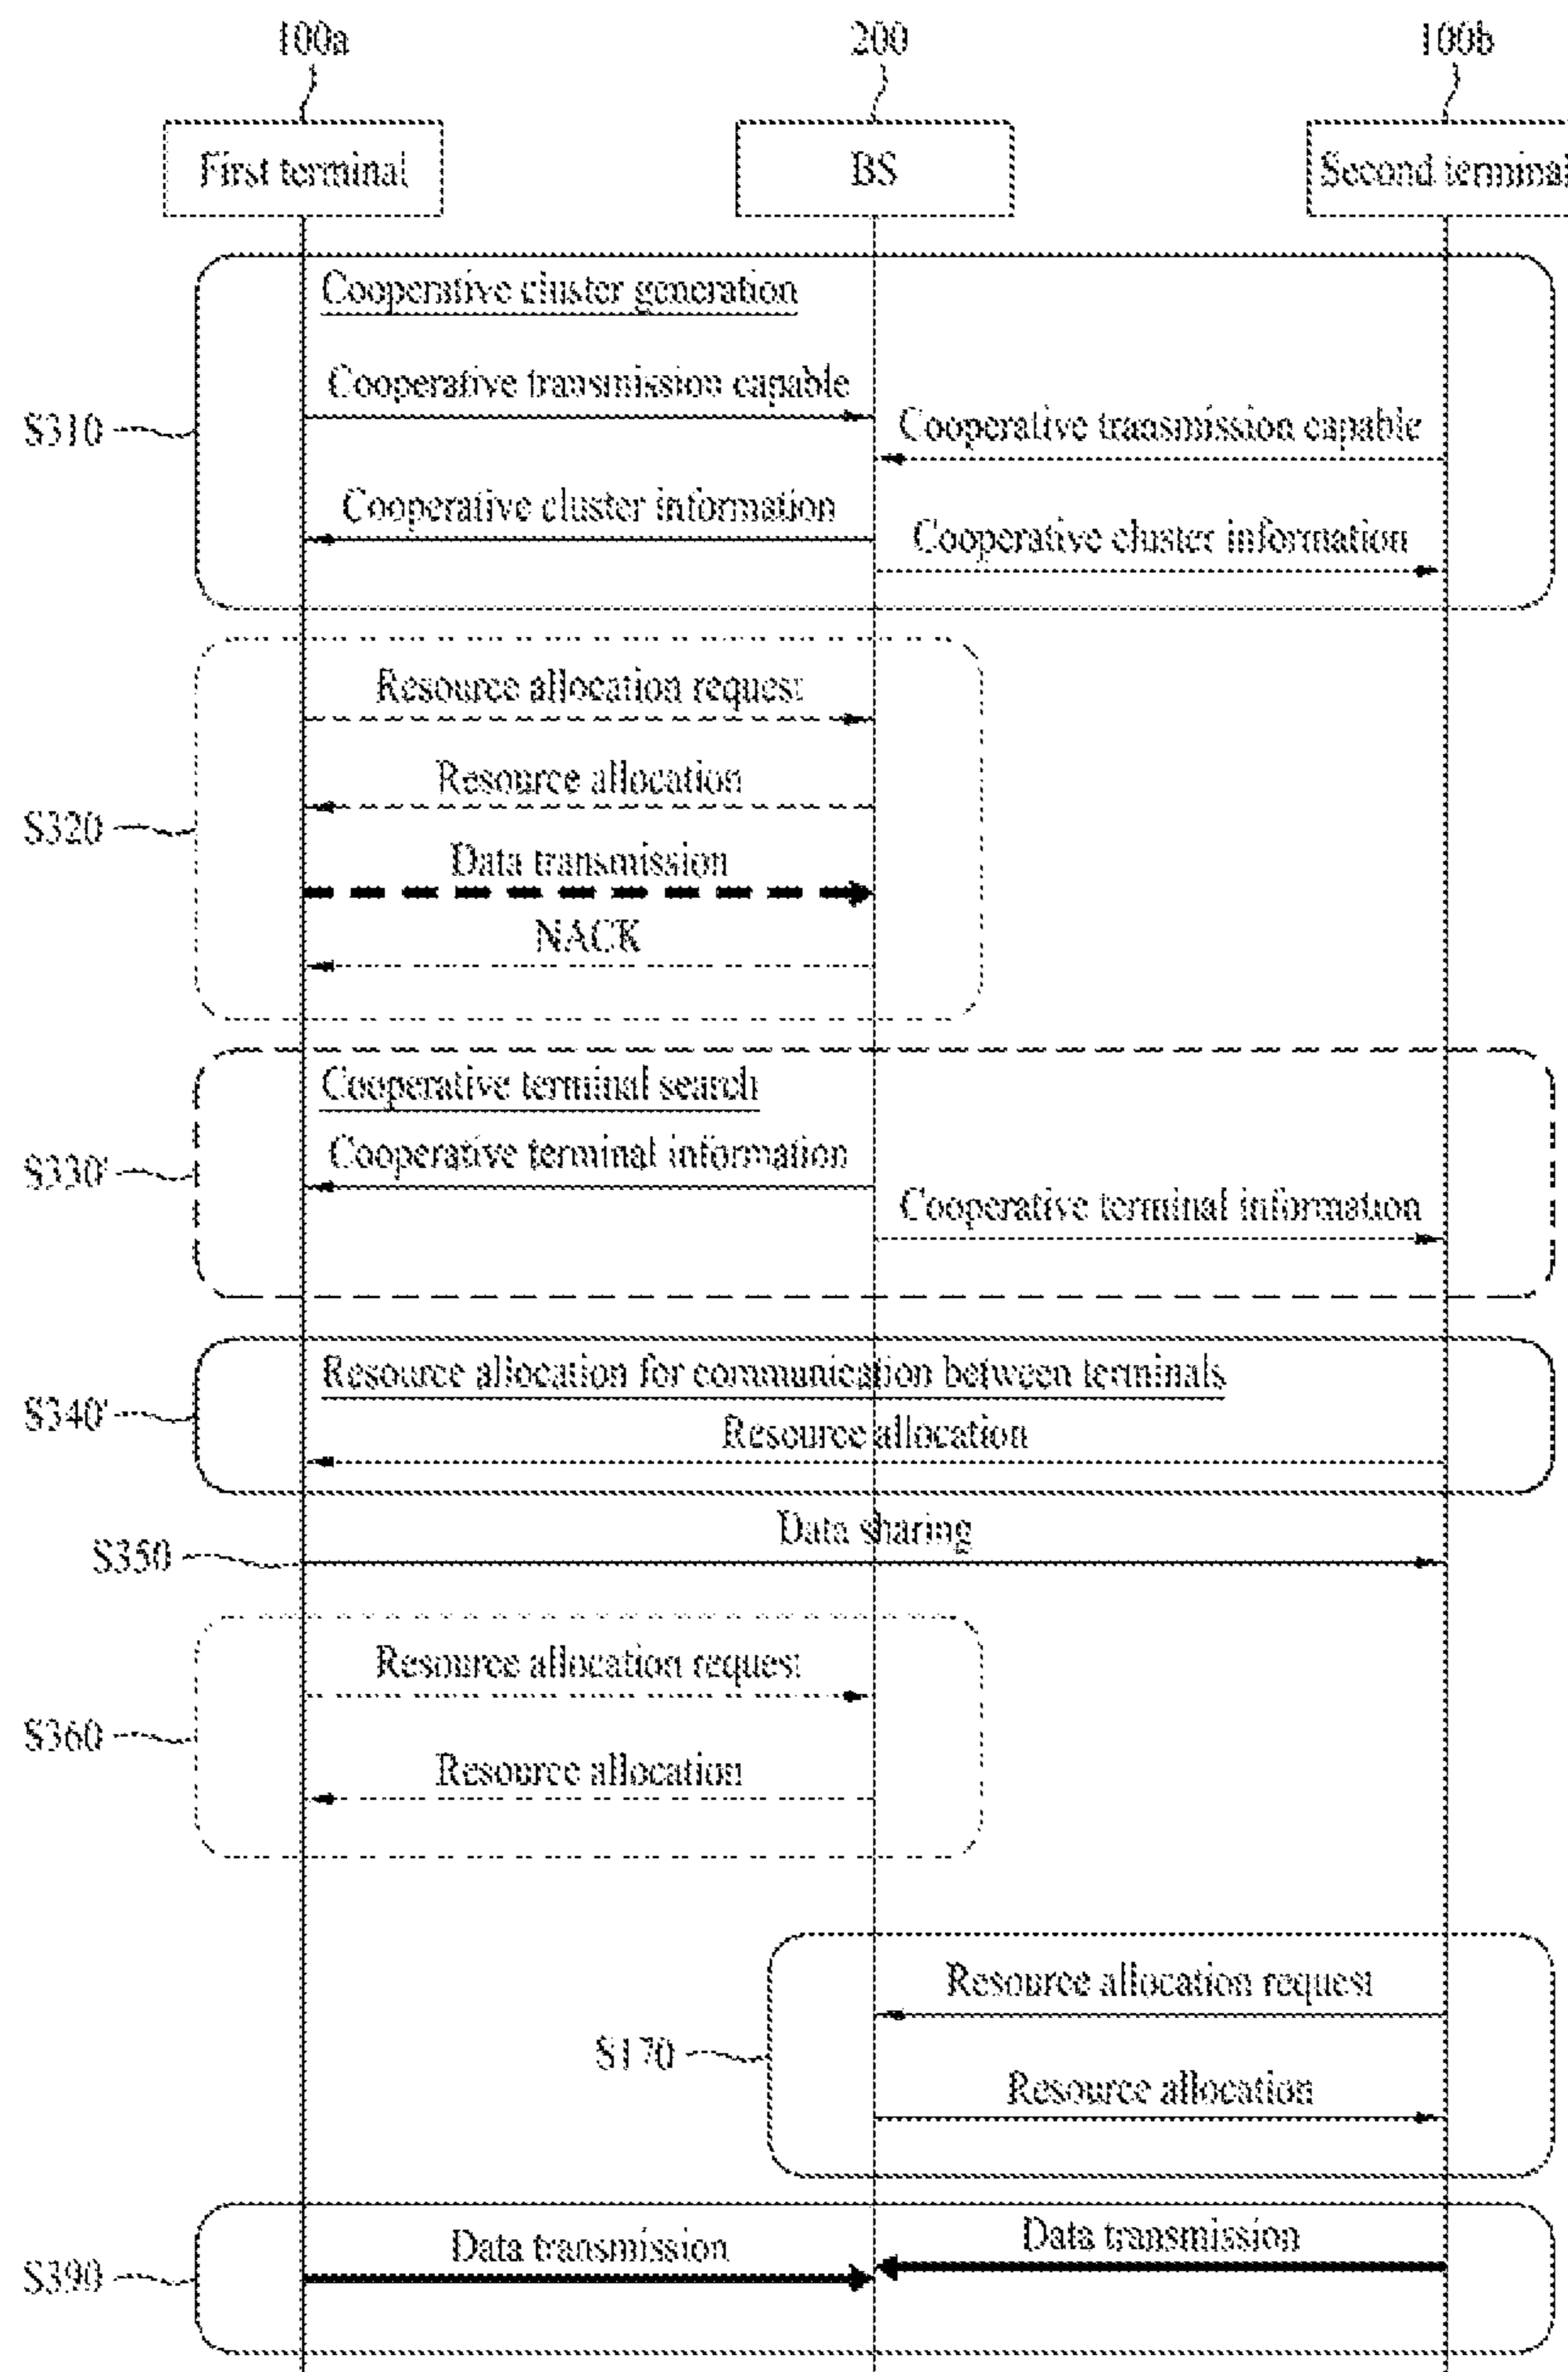 100a
200
100b
First terminal
BS
Second terminal
Cooperative cluster generation
Cooperative transmission capable
S310
Cooperative transmission capable
Cooperative cluster information
Cooperative cluster information
Resource allocation request
Resource allocation
S320
Data transmission
NACK
Cooperative terminal search
Cooperative terminal information
S330'
Cooperative terminal information
Resource allocation for communication between terminals
S340'
Resource allocation
Data sharing
S350
Resource allocation request
S360
Resource allocation
Resource allocation request
S170
Resource allocation
Data transmission
Data transmission
S390